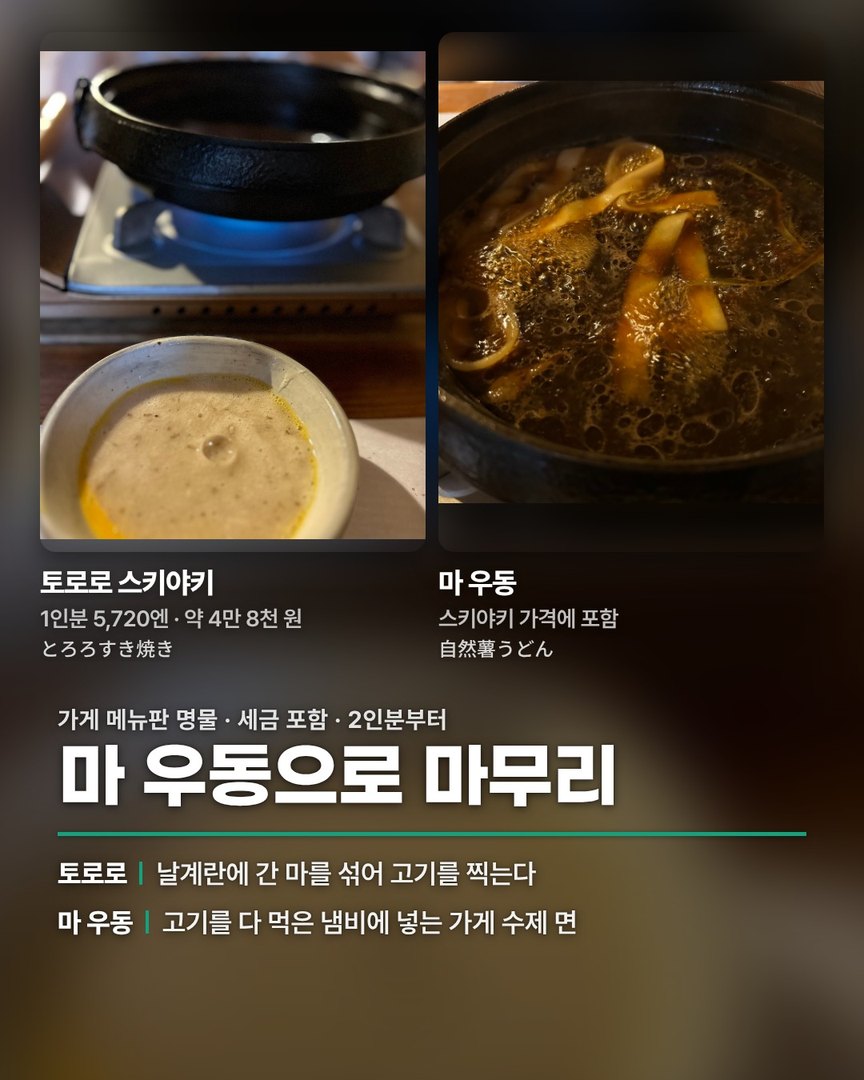 토로로 스키야키
1인분 5,720엔 · 약 4만 8천 원
とろろすき焼き
마 우동
스키야키 가격에 포함
自然薯うどん
가게 메뉴판 명물 · 세금 포함 · 2인분부터
마 우동으로 마무리
토로로 | 날계란에 간 마를 섞어 고기를 찍는다
마 우동 | 고기를 다 먹은 냄비에 넣는 가게 수제 면